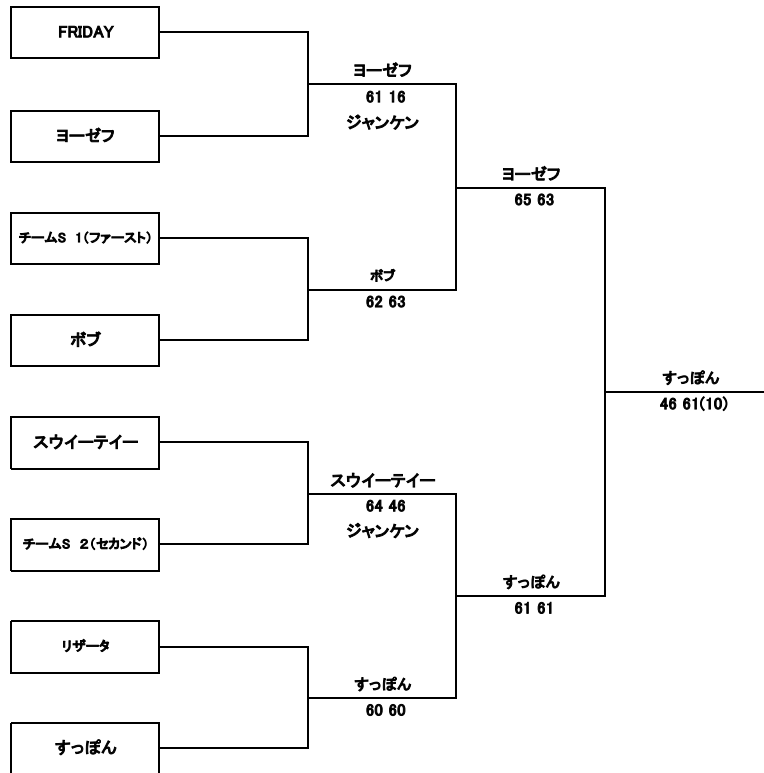 FRIDAY
ヨーゼフ
61 16
ジャンケン
ヨーゼフ
ヨーゼフ
65 63
チームS 1(ファースト)
ボブ
62 63
ボブ
すっぽん
46 61(10)
スウィーティー
スウィーティー
64 46
ジャンケン
チームS 2(セカンド)
すっぽん
61 61
リザータ
すっぽん
60 60
すっぽん